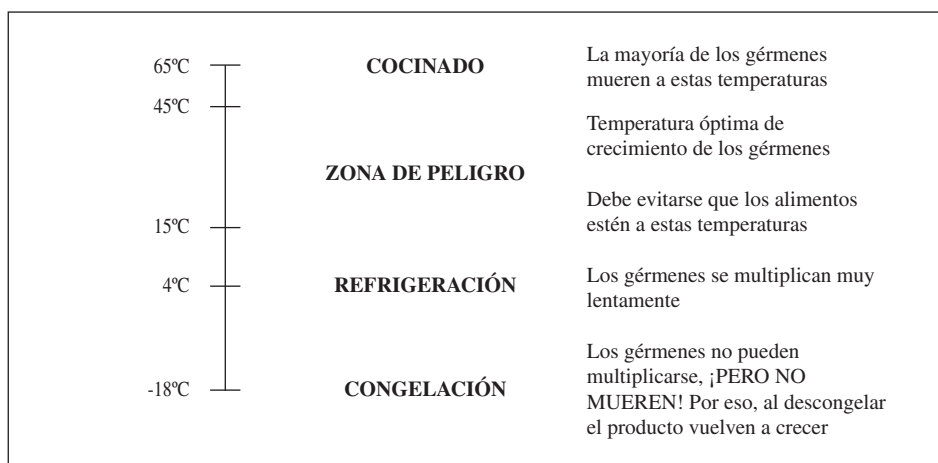 65ºC
COCINADO
La mayoría de los gérmenes
mueren a estas temperaturas
45ºC
Temperatura óptima de
crecimiento de los gérmenes
ZONA DE PELIGRO
Debe evitarse que los alimentos
estén a estas temperaturas
15ºC
4ºC
REFRIGERACIÓN
Los gérmenes se multiplican muy
lentamente
-18ºC
CONGELACIÓN
Los gérmenes no pueden
multiplicarse, ¡PERO NO
MUEREN! Por eso, al descongelar
el producto vuelven a crecer